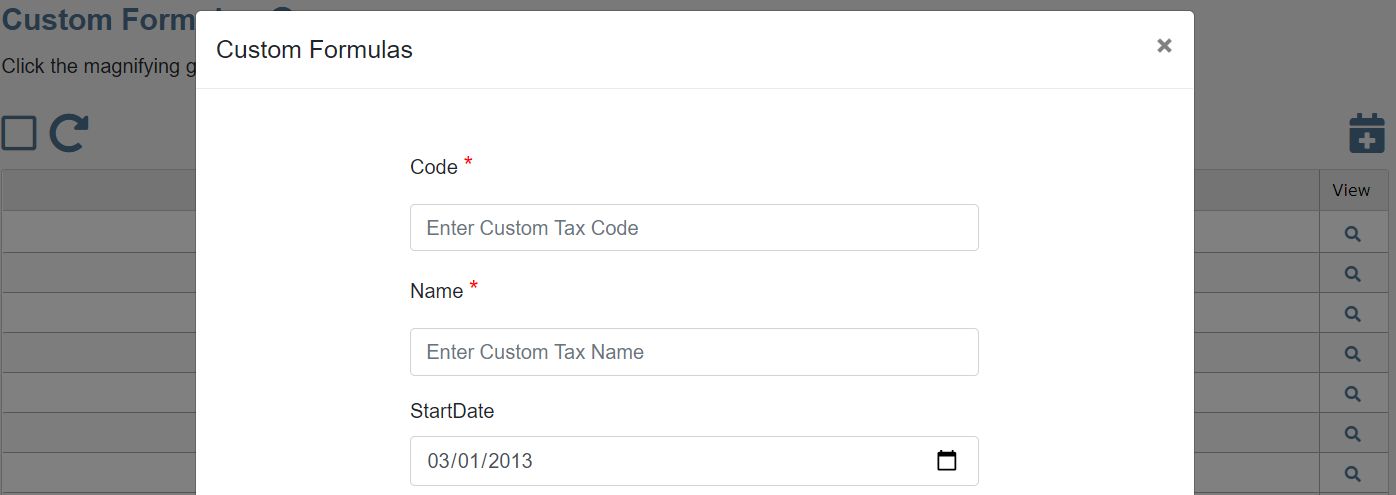 Custom Form
Click the magnifying g
Custom Formulas
×
View
Code *
Enter Custom Tax Code
Name *
Enter Custom Tax Name
StartDate
03/01/2013